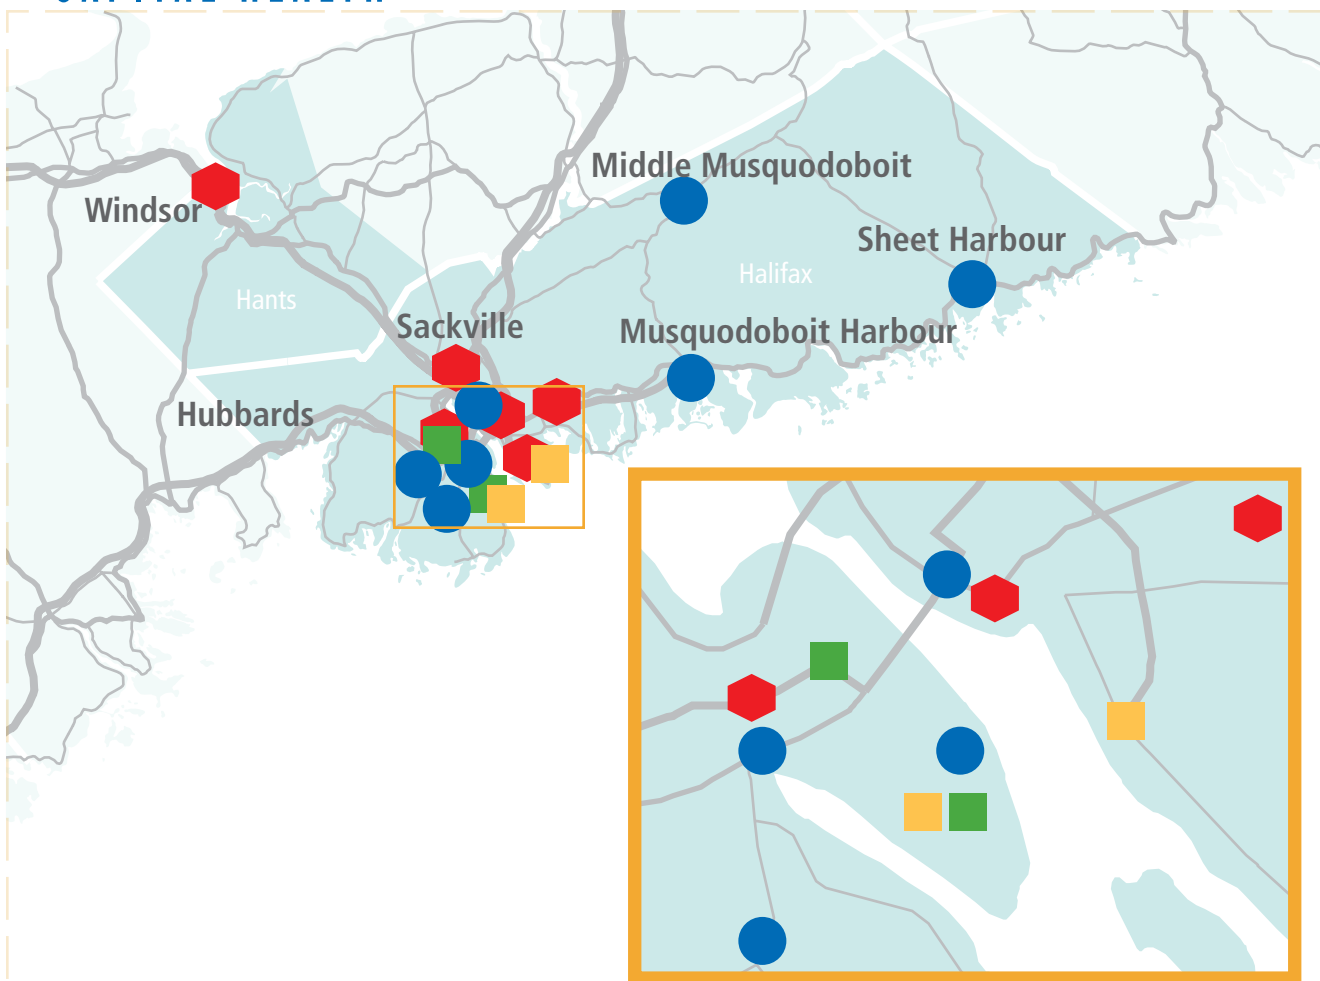 Middle Musquodoboit
Windsor
Sheet Harbour
Halifax
Hants
Sackville
Musquodoboit Harbour
Hubbards